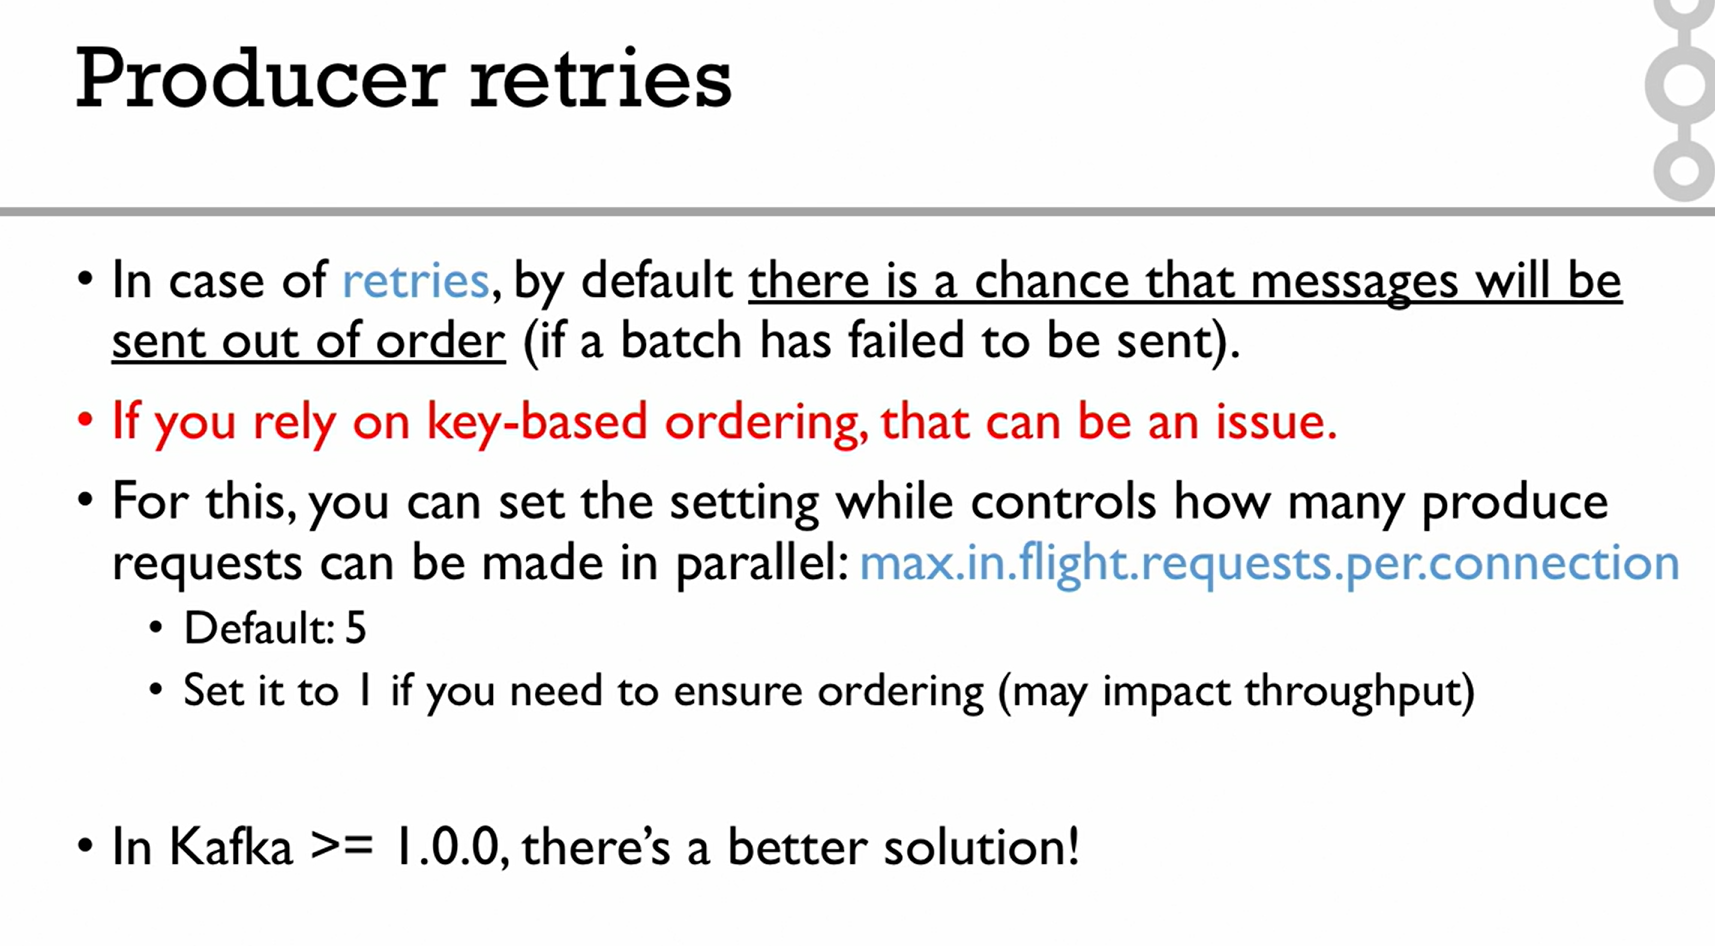 Producer retries
• In case of retries, by default there is a chance that messages will be
sent out of order (if a batch has failed to be sent).
• If you rely on key-based ordering, that can be an issue.
• For this, you can set the setting while controls how many produce
requests can be made in parallel: max.in.flight.requests.per.connection
• Default: 5
• Set it to 1 if you need to ensure ordering (may impact throughput)
• In Kafka >= 1.0.0, there’s a better solution!